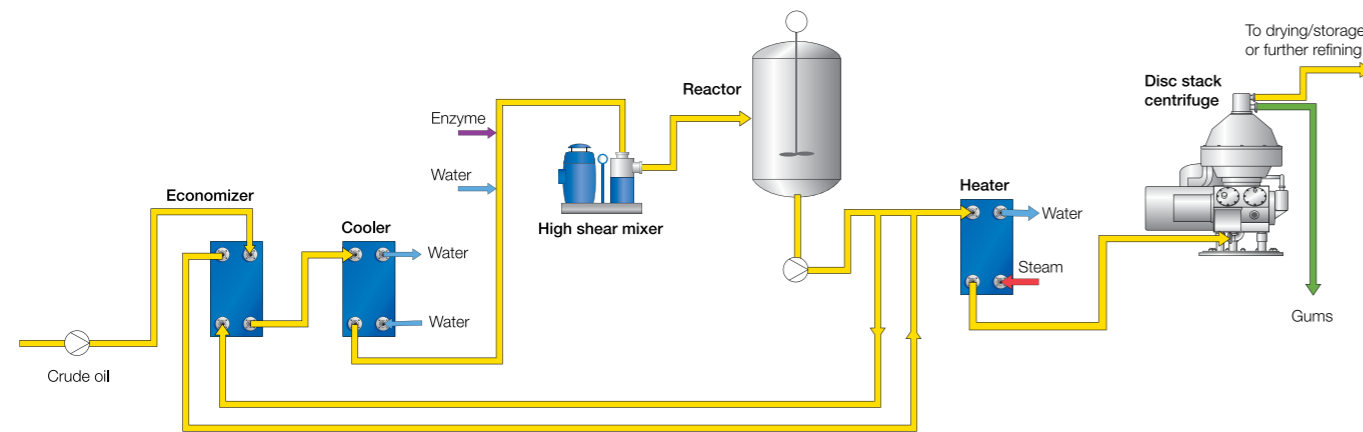 To drying/storage
or further refining
Disc stack
centrifuge
Reactor
Enzyme
Water
Economizer
Cooler
High shear mixer
Heater
Water
Water
Steam
Water
Gums
Crude oil